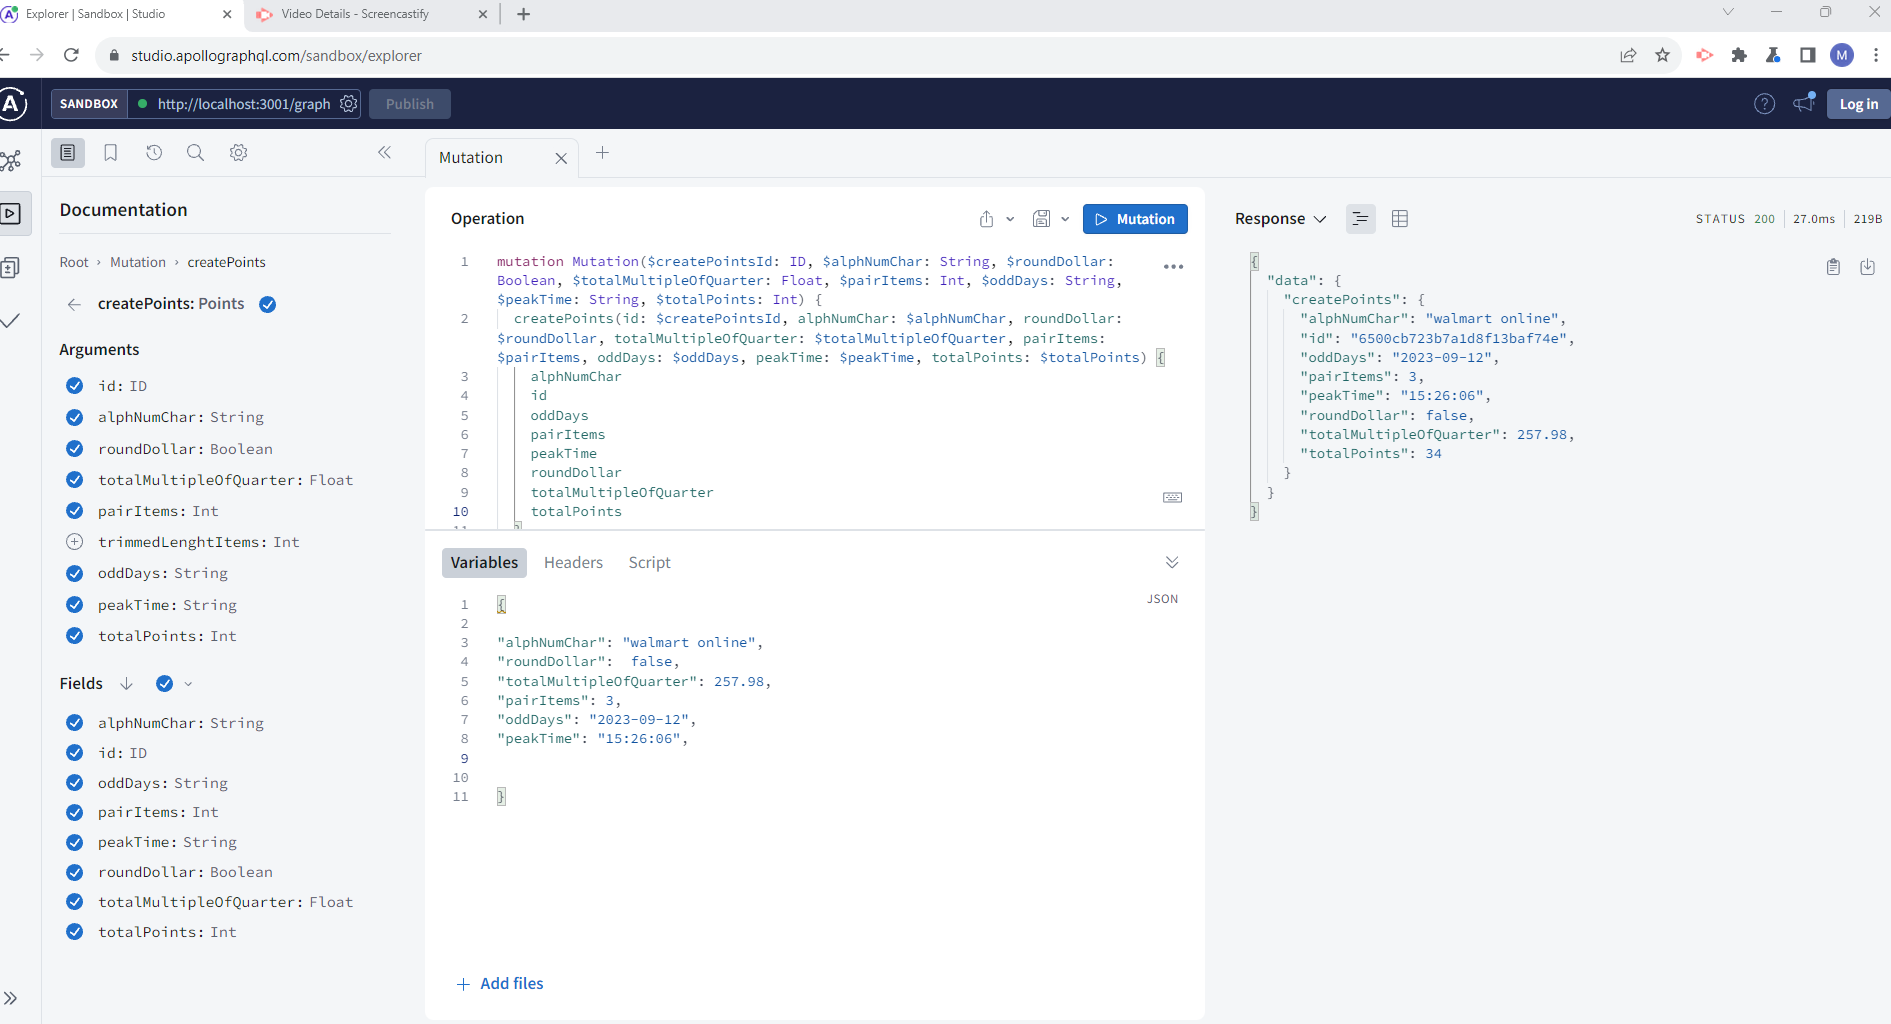 Explorer | Sandbox | Studio
Video Details - Screencastify
studio.apollographql.com/sandbox/explorer
M
SANDBOX
http://localhost:3001/graph
Publish
Log in
Mutation
Documentation
Root › Mutation › createPoints
createPoints: Points
Arguments
id: ID
alphNumChar: String
roundDollar: Boolean
totalMultipleOfQuarter: Float
pairItems: Int
trimmedLenghtItems: Int
oddDays: String
peakTime: String
totalPoints: Int
Fields
alphNumChar: String
id: ID
oddDays: String
pairItems: Int
peakTime: String
roundDollar: Boolean
totalMultipleOfQuarter: Float
totalPoints: Int
Operation
Mutation
1 mutation Mutation($createPointsId: ID, $alphNumChar: String, $roundDollar:
Boolean, $totalMultipleOfQuarter: Float, $pairItems: Int, $oddDays: String,
$peakTime: String, $totalPoints: Int) {
2 createPoints(id: $createPointsId, alphNumChar: $alphNumChar, roundDollar:
$roundDollar, totalMultipleOfQuarter: $totalMultipleOfQuarter, pairItems:
$pairItems, oddDays: $oddDays, peakTime: $peakTime, totalPoints: $totalPoints) {
3 alphNumChar
4 id
5 oddDays
6 pairItems
7 peakTime
8 roundDollar
9 totalMultipleOfQuarter
10 totalPoints
11 }
Variables Headers Script
JSON
1 {
2
3 "alphNumChar": "walmart online",
4 "roundDollar":  false,
5 "totalMultipleOfQuarter": 257.98,
6 "pairItems": 3,
7 "oddDays": "2023-09-12",
8 "peakTime": "15:26:06",
9
10
11 }
+ Add files
Response
STATUS 200 27.0ms 219B
{
"data": {
"createPoints": {
"alphNumChar": "walmart online",
"id": "6500cb723b7a1d8f13baf74e",
"oddDays": "2023-09-12",
"pairItems": 3,
"peakTime": "15:26:06",
"roundDollar": false,
"totalMultipleOfQuarter": 257.98,
"totalPoints": 34
}
}
}